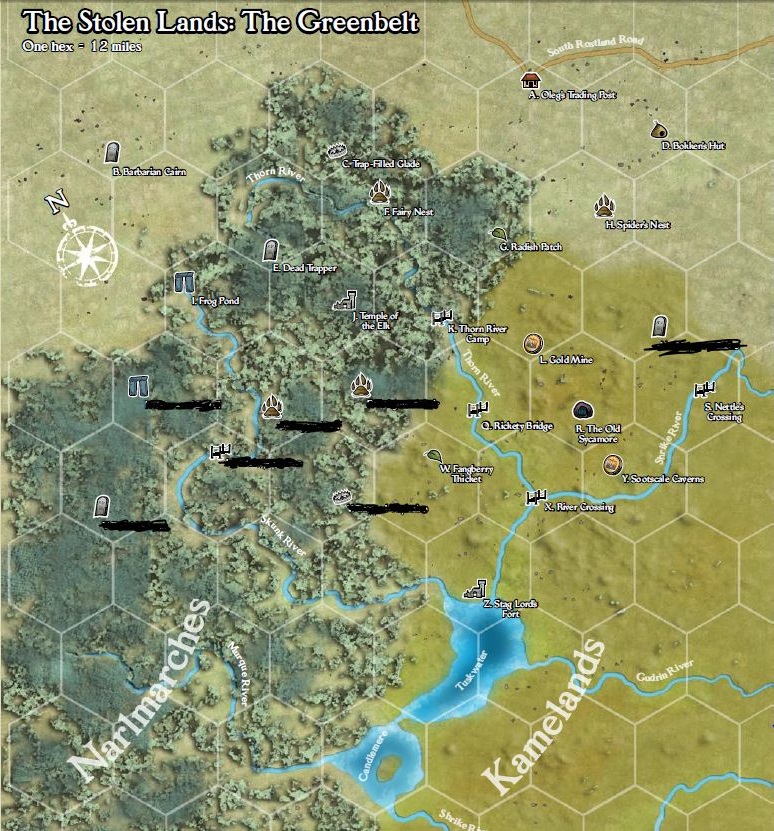 The Stolen Lands: The Greenbelt
One hex = 12 miles
South Rostland Road
A. Oleg's Trading Post
D. Bokken's Hut
C. Trap-Filled Glade
B. Barbarian Cairn
Thorn River
F. Fairy Nest
N
H. Spider's Nest
G. Radish Patch
E. Dead Trapper
I. Frog Pond
J. Temple of
the Elk
K. Thorn River
Camp
L. Gold Mine
Thorn River
S. Nettle's
Crossing
Q. Rickety Bridge
R. The Old
Sycamore
Shrike River
W. Fangberry
Thicket
Y. Sootscale Caverns
X. River Crossing
Skunk River
Z. Stag Lord's
Fort
Narlmarches
Murque River
Tuskwater
Kamelands
Gudrin River
Candlemere
Shrike Ri